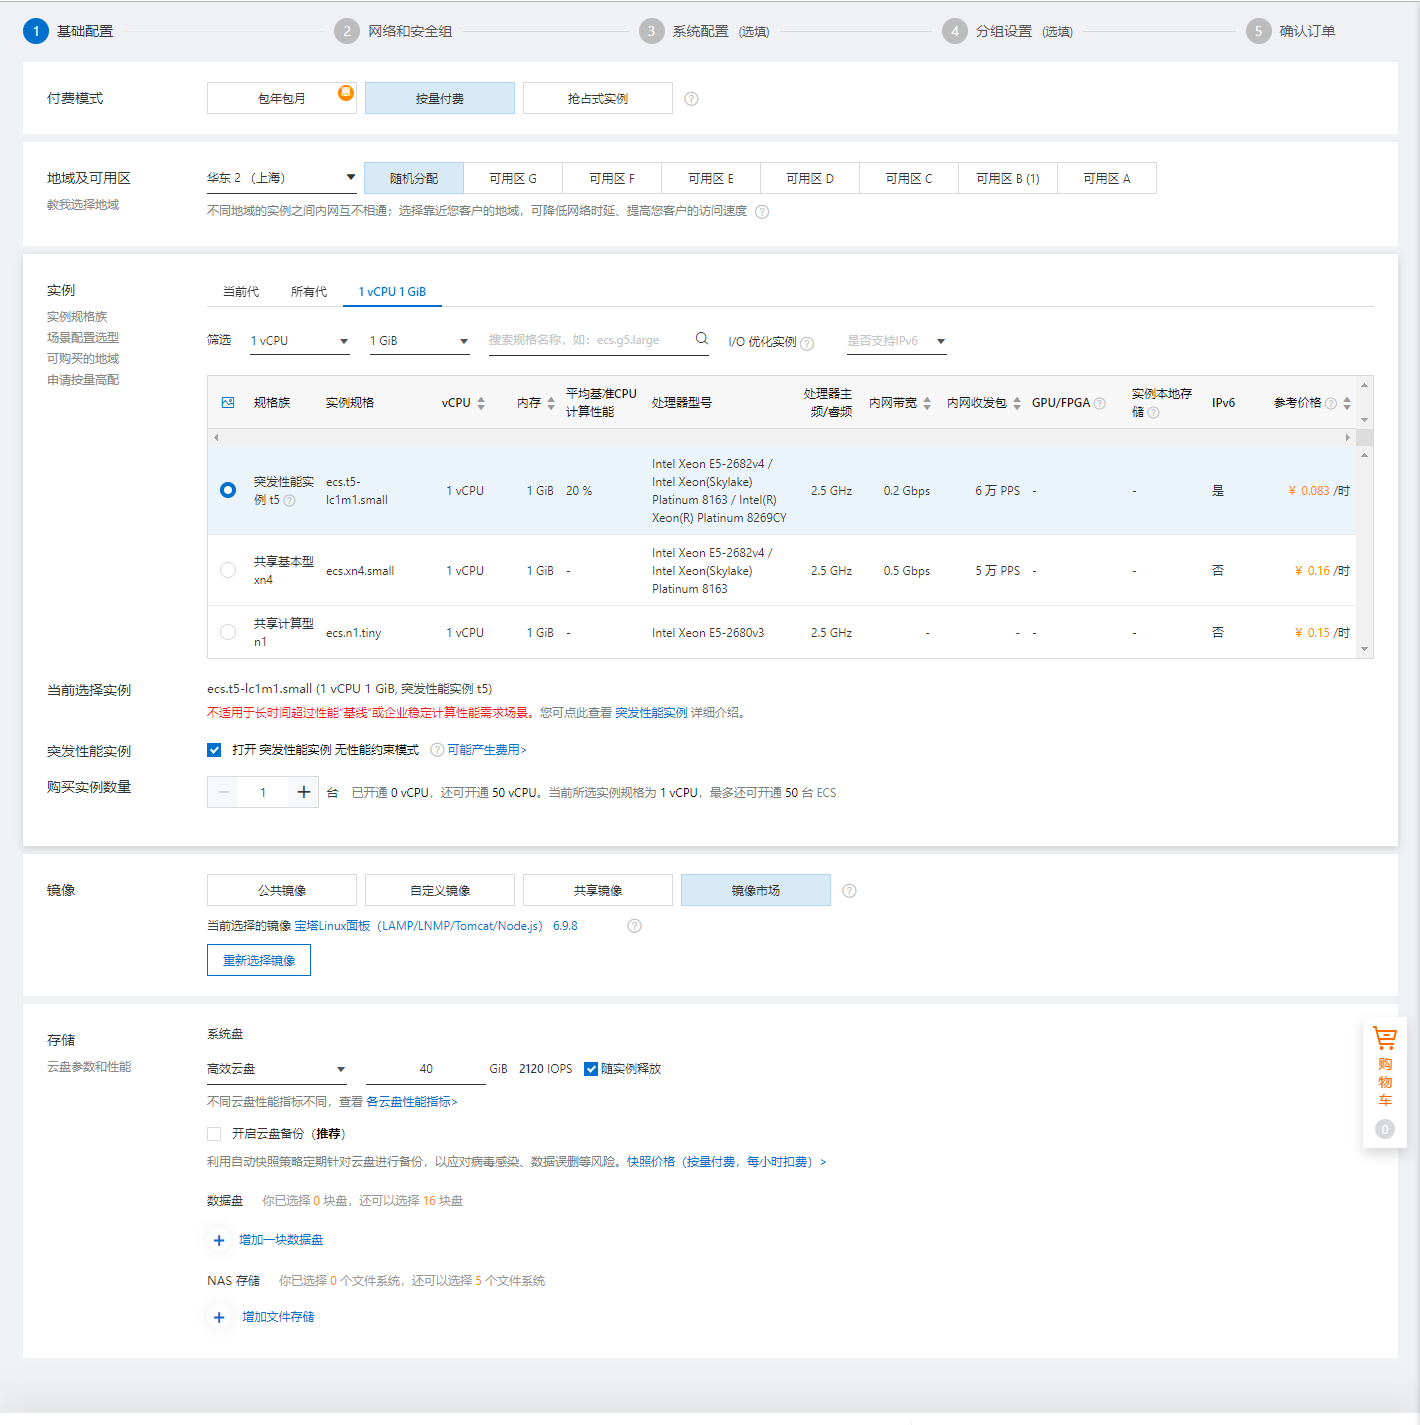 1 基础配置 2 网络和安全组 3 系统配置 (选填) 4 分组设置 (选填) 5 确认订单
付费模式 包年包月 惠 按量付费 抢占式实例
地域及可用区 华东 2 （上海） 随机分配 可用区 G 可用区 F 可用区 E 可用区 D 可用区 C 可用区 B (1) 可用区 A
教我选择地域
不同地域的实例之间内网互不相通；选择靠近您客户的地域，可降低网络时延、提高您客户的访问速度
实例 当前代 所有代 1 vCPU 1 GiB
实例规格族
场景配置选型
可购买的地域
申请按量高配
筛选 1 vCPU 1 GiB 搜索规格名称，如：ecs.g5.large I/O 优化实例 是否支持IPv6
规格族 实例规格 vCPU 内存 平均基准CPU
计算性能 处理器型号 处理器主
频/睿频 内网带宽 内网收发包 GPU/FPGA 实例本地存
储 IPv6 参考价格
突发性能实
例 t5
ecs.t5-
lc1m1.small
1 vCPU 1 GiB 20 %
Intel Xeon E5-2682v4 /
Intel Xeon(Skylake)
Platinum 8163 / Intel(R)
Xeon(R) Platinum 8269CY
2.5 GHz 0.2 Gbps 6 万 PPS - - 是 ¥ 0.083 /时
共享基本型
xn4
ecs.xn4.small 1 vCPU 1 GiB -
Intel Xeon E5-2682v4 /
Intel Xeon(Skylake)
Platinum 8163
2.5 GHz 0.5 Gbps 5 万 PPS - - 否 ¥ 0.16 /时
共享计算型
n1
ecs.n1.tiny 1 vCPU 1 GiB - Intel Xeon E5-2680v3 2.5 GHz - - - - 否 ¥ 0.15 /时
当前选择实例 ecs.t5-lc1m1.small (1 vCPU 1 GiB, 突发性能实例 t5)
不适用于长时间超过性能“基线”或企业稳定计算性能需求场景。您可点此查看 突发性能实例 详细介绍。
突发性能实例 打开 突发性能实例 无性能约束模式 可能产生费用>
购买实例数量 1 台 已开通 0 vCPU，还可开通 50 vCPU。当前所选实例规格为 1 vCPU，最多还可开通 50 台 ECS
镜像 公共镜像 自定义镜像 共享镜像 镜像市场
当前选择的镜像 宝塔Linux面板（LAMP/LNMP/Tomcat/Node.js） 6.9.8
重新选择镜像
存储 系统盘
云盘参数和性能
高效云盘 40 GiB 2120 IOPS 随实例释放
不同云盘性能指标不同，查看 各云盘性能指标>
开启云盘备份（推荐）
利用自动快照策略定期针对云盘进行备份，以应对病毒感染、数据误删等风险。快照价格（按量付费，每小时扣费）>
数据盘 你已选择 0 块盘，还可以选择 16 块盘
增加一块数据盘
NAS 存储 你已选择 0 个文件系统，还可以选择 5 个文件系统
增加文件存储
购
物
车
0